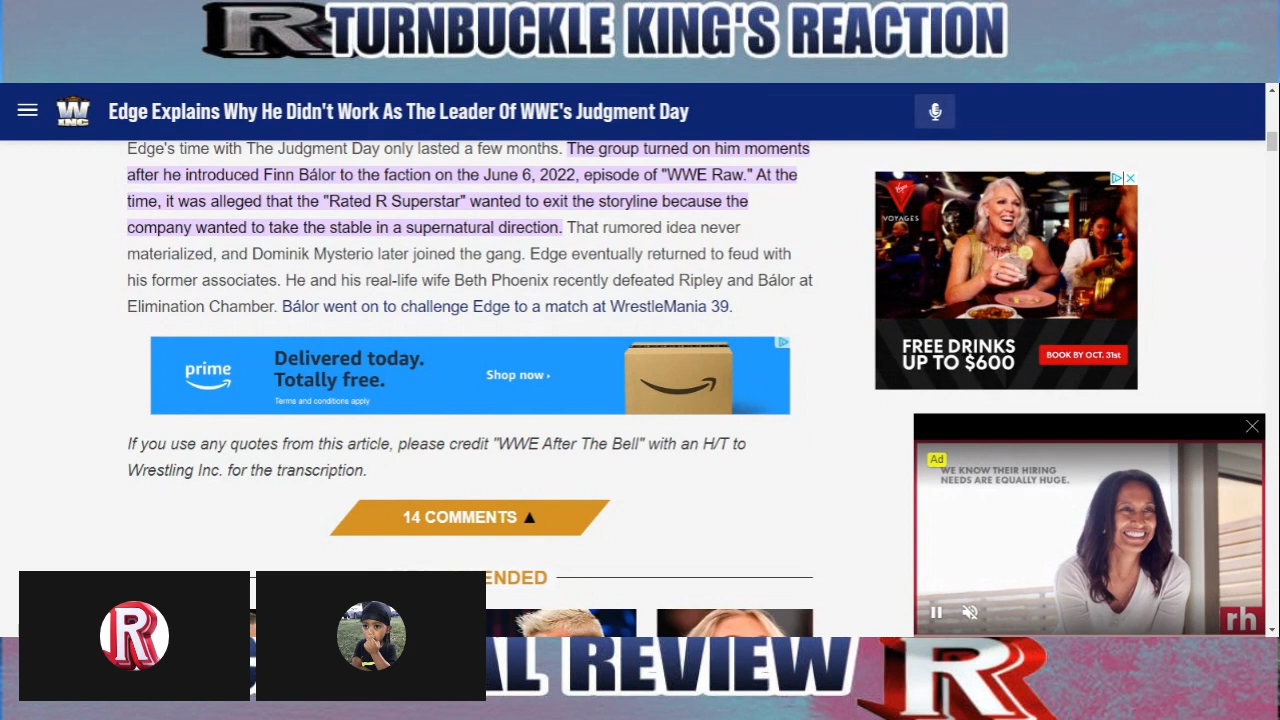 R TURNBUCKLE KING'S REACTION
W
INC
Edge Explains Why He Didn't Work As The Leader Of WWE's Judgment Day
Edge's time with The Judgment Day only lasted a few months. The group turned on him moments
after he introduced Finn Bálor to the faction on the June 6, 2022, episode of "WWE Raw." At the
time, it was alleged that the "Rated R Superstar" wanted to exit the storyline because the
company wanted to take the stable in a supernatural direction. That rumored idea never
materialized, and Dominik Mysterio later joined the gang. Edge eventually returned to feud with
his former associates. He and his real-life wife Beth Phoenix recently defeated Ripley and Bálor at
Elimination Chamber. Bálor went on to challenge Edge to a match at WrestleMania 39.
prime
Delivered today.
Totally free.
Terms and conditions apply
Shop now ›
If you use any quotes from this article, please credit "WWE After The Bell" with an H/T to
Wrestling Inc. for the transcription.
14 COMMENTS ▲
ENDED
Virgin
VOYAGES
FREE DRINKS
UP TO $600
BOOK BY OCT. 31st
Ad
WE KNOW THEIR HIRING
NEEDS ARE EQUALLY HUGE.
rh
R
AL REVIEW R